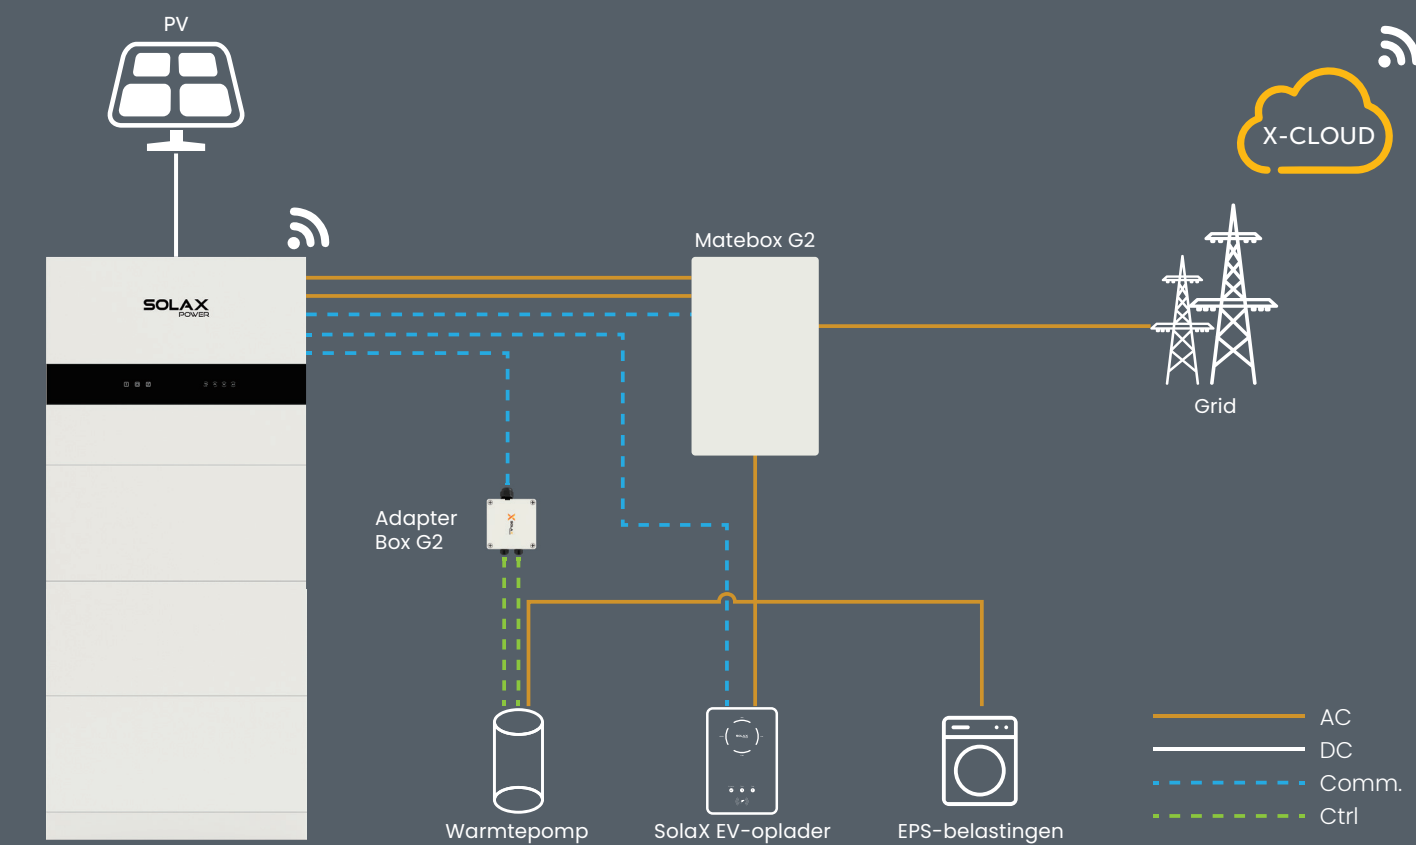 PV
X-CLOUD
SOLAX
POWER
Matebox G2
Grid
Adapter
Box G2
Warmtepomp
SolaX EV-oplader
EPS-belastingen
AC
DC
Comm.
Ctrl